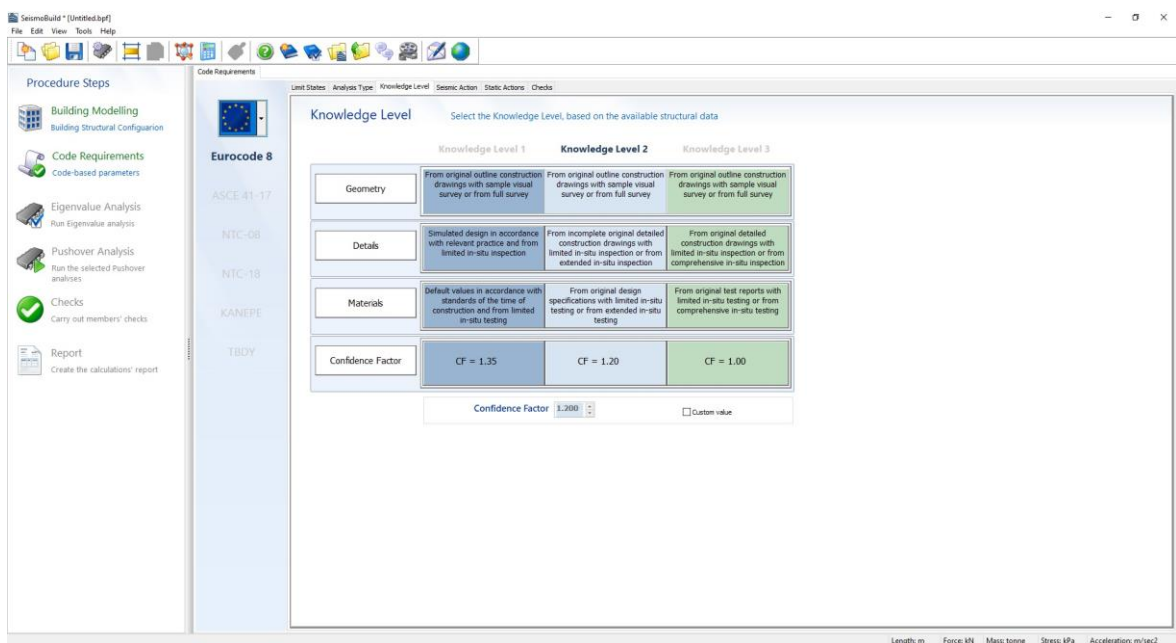 SeismoBuild * [Untitled.bpf]
File Edit View Tools Help
Procedure Steps
Building Modelling
Building Structural Configuarion
Code Requirements
Code-based parameters
Eigenvalue Analysis
Run Eigenvalue analysis
Pushover Analysis
Run the selected Pushover
analyses
Checks
Carry out members' checks
Report
Create the calculations' report
Code Requirements
Eurocode 8
ASCE 41-17
NTC-08
NTC-18
KANEPE
TBDY
Limit States Analysis Type Knowledge Level Seismic Action Static Actions Checks
Knowledge Level
Select the Knowledge Level, based on the available structural data
Knowledge Level 1 Knowledge Level 2 Knowledge Level 3
Geometry
From original outline construction
drawings with sample visual
survey or from full survey
From original outline construction
drawings with sample visual
survey or from full survey
From original outline construction
drawings with sample visual
survey or from full survey
Details
Simulated design in accordance
with relevant practice and from
limited in-situ inspection
From incomplete original detailed
construction drawings with
limited in-situ inspection or from
extended in-situ inspection
From original detailed
construction drawings with
limited in-situ inspection or from
comprehensive in-situ inspection
Materials
Default values in accordance with
standards of the time of
construction and from limited
in-situ testing
From original design
specifications with limited in-situ
testing or from extended in-situ
testing
From original test reports with
limited in-situ testing or from
comprehensive in-situ testing
Confidence Factor
CF = 1.35
CF = 1.20
CF = 1.00
Confidence Factor 1.200
Custom value
Length: m Force: kN Mass: tonne Stress: kPa Acceleration: m/sec2